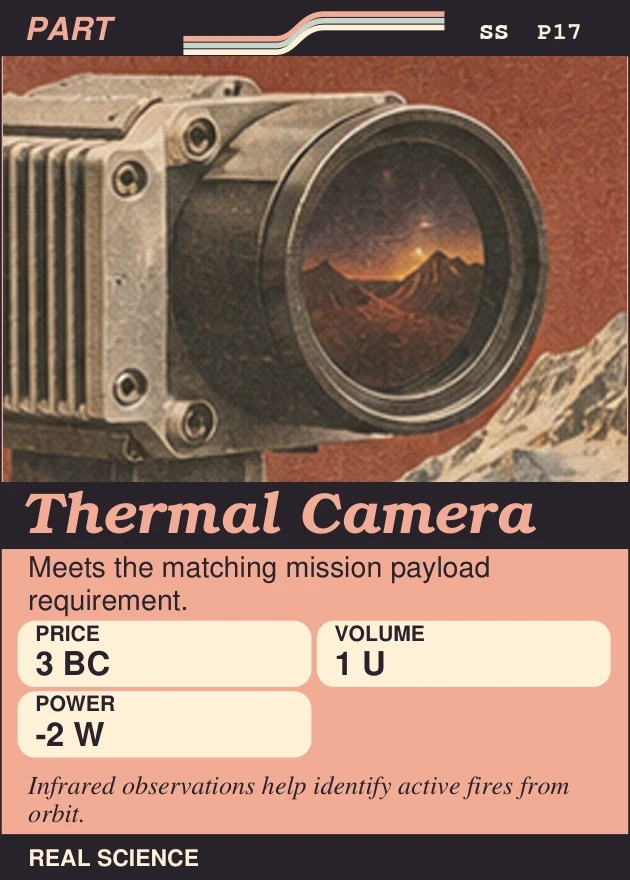 PART
SS P17
Thermal Camera
Meets the matching mission payload
requirement.
PRICE
3 BC
VOLUME
1 U
POWER
-2 W
Infrared observations help identify active fires from
orbit.
REAL SCIENCE